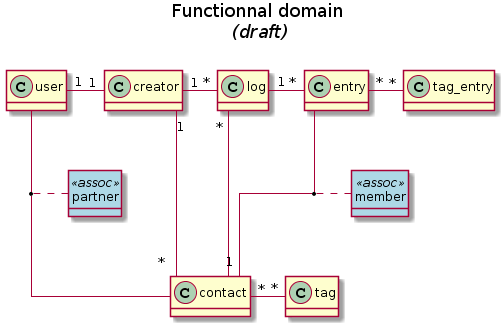 Functionnal domain
(draft)
C user 1 1 C creator 1 * C log 1 * C entry * * C tag_entry
1 *
«assoc»
partner
«assoc»
member
* 1
C contact * * C tag